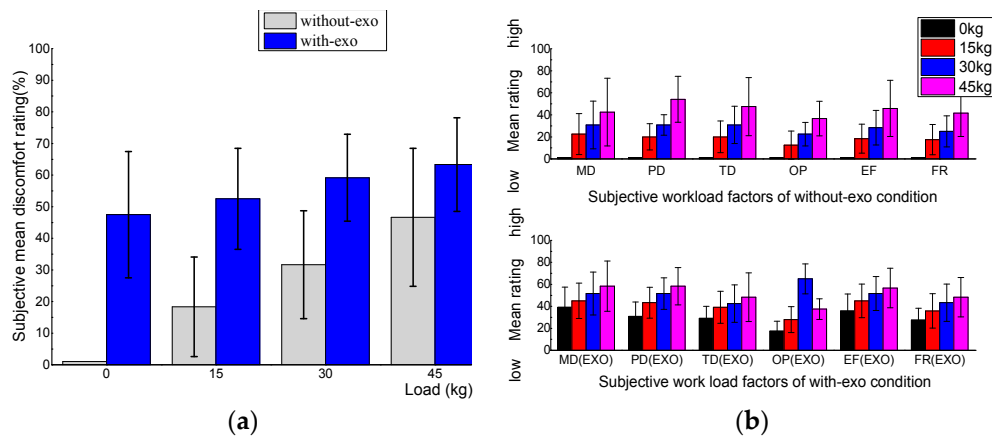 (a)
without-exo
with-exo
Subjective mean discomfort rating(%)
100
90
80
70
60
50
40
30
20
10
0
0 15 30 45
Load (kg)
(a)
(b)
0kg
15kg
30kg
45kg
high
Mean rating
low
100
80
60
40
20
0
MD PD TD OP EF FR
Subjective workload factors of without-exo condition
high
Mean rating
low
100
80
60
40
20
0
MD(EXO) PD(EXO) TD(EXO) OP(EXO) EF(EXO) FR(EXO)
Subjective work load factors of with-exo condition
(b)